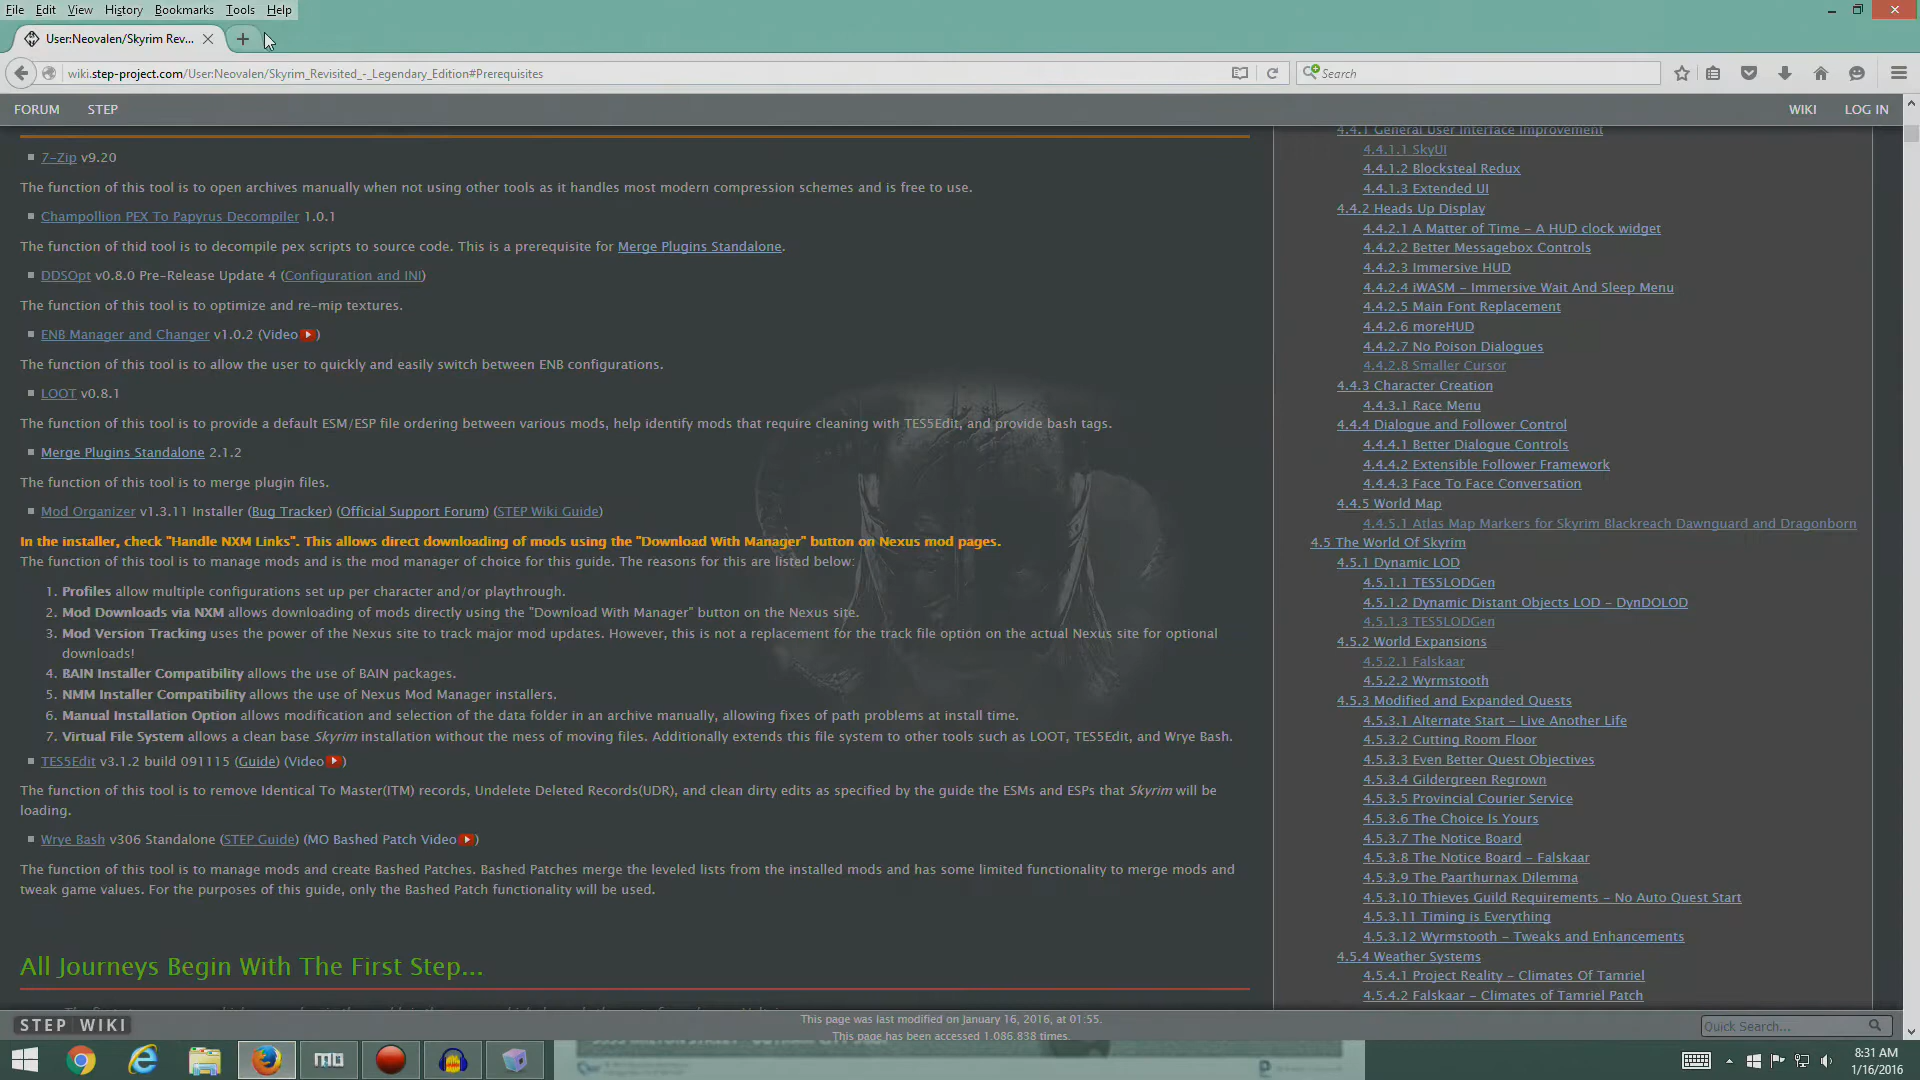 File Edit View History Bookmarks Tools Help
User:Neovalen/Skyrim Rev...
wiki.step-project.com/User:Neovalen/Skyrim_Revisited_-_Legendary_Edition#Prerequisites
Search
FORUM STEP WIKI LOG IN
7-Zip v9.20
The function of this tool is to open archives manually when not using other tools as it handles most modern compression schemes and is free to use.
Champollion PEX To Papyrus Decompiler 1.0.1
The function of thid tool is to decompile pex scripts to source code. This is a prerequisite for Merge Plugins Standalone.
DDSOpt v0.8.0 Pre-Release Update 4 (Configuration and INI)
The function of this tool is to optimize and re-mip textures.
ENB Manager and Changer v1.0.2 (Video )
The function of this tool is to allow the user to quickly and easily switch between ENB configurations.
LOOT v0.8.1
The function of this tool is to provide a default ESM/ESP file ordering between various mods, help identify mods that require cleaning with TES5Edit, and provide bash tags.
Merge Plugins Standalone 2.1.2
The function of this tool is to merge plugin files.
Mod Organizer v1.3.11 Installer (Bug Tracker) (Official Support Forum) (STEP Wiki Guide)
In the installer, check "Handle NXM Links". This allows direct downloading of mods using the "Download With Manager" button on Nexus mod pages.
The function of this tool is to manage mods and is the mod manager of choice for this guide. The reasons for this are listed below:
1. Profiles allow multiple configurations set up per character and/or playthrough.
2. Mod Downloads via NXM allows downloading of mods directly using the "Download With Manager" button on the Nexus site.
3. Mod Version Tracking uses the power of the Nexus site to track major mod updates. However, this is not a replacement for the track file option on the actual Nexus site for optional
downloads!
4. BAIN Installer Compatibility allows the use of BAIN packages.
5. NMM Installer Compatibility allows the use of Nexus Mod Manager installers.
6. Manual Installation Option allows modification and selection of the data folder in an archive manually, allowing fixes of path problems at install time.
7. Virtual File System allows a clean base Skyrim installation without the mess of moving files. Additionally extends this file system to other tools such as LOOT, TES5Edit, and Wrye Bash.
TES5Edit v3.1.2 build 091115 (Guide) (Video )
The function of this tool is to remove Identical To Master(ITM) records, Undelete Deleted Records(UDR), and clean dirty edits as specified by the guide the ESMs and ESPs that Skyrim will be
loading.
Wrye Bash v306 Standalone (STEP Guide) (MO Bashed Patch Video )
The function of this tool is to manage mods and create Bashed Patches. Bashed Patches merge the leveled lists from the installed mods and has some limited functionality to merge mods and
tweak game values. For the purposes of this guide, only the Bashed Patch functionality will be used.
All Journeys Begin With The First Step...
4.4.1 General User Interface Improvement
4.4.1.1 SkyUI
4.4.1.2 Blocksteal Redux
4.4.1.3 Extended UI
4.4.2 Heads Up Display
4.4.2.1 A Matter of Time - A HUD clock widget
4.4.2.2 Better Messagebox Controls
4.4.2.3 Immersive HUD
4.4.2.4 iWASM - Immersive Wait And Sleep Menu
4.4.2.5 Main Font Replacement
4.4.2.6 moreHUD
4.4.2.7 No Poison Dialogues
4.4.2.8 Smaller Cursor
4.4.3 Character Creation
4.4.3.1 Race Menu
4.4.4 Dialogue and Follower Control
4.4.4.1 Better Dialogue Controls
4.4.4.2 Extensible Follower Framework
4.4.4.3 Face To Face Conversation
4.4.5 World Map
4.4.5.1 Atlas Map Markers for Skyrim Blackreach Dawnguard and Dragonborn
4.5 The World Of Skyrim
4.5.1 Dynamic LOD
4.5.1.1 TES5LODGen
4.5.1.2 Dynamic Distant Objects LOD - DynDOLOD
4.5.1.3 TES5LODGen
4.5.2 World Expansions
4.5.2.1 Falskaar
4.5.2.2 Wyrmstooth
4.5.3 Modified and Expanded Quests
4.5.3.1 Alternate Start - Live Another Life
4.5.3.2 Cutting Room Floor
4.5.3.3 Even Better Quest Objectives
4.5.3.4 Gildergreen Regrown
4.5.3.5 Provincial Courier Service
4.5.3.6 The Choice Is Yours
4.5.3.7 The Notice Board
4.5.3.8 The Notice Board - Falskaar
4.5.3.9 The Paarthurnax Dilemma
4.5.3.10 Thieves Guild Requirements - No Auto Quest Start
4.5.3.11 Timing is Everything
4.5.3.12 Wyrmstooth - Tweaks and Enhancements
4.5.4 Weather Systems
4.5.4.1 Project Reality - Climates Of Tamriel
4.5.4.2 Falskaar - Climates of Tamriel Patch
STEP WIKI
This page was last modified on January 16, 2016, at 01:55.
This page has been accessed 1,086,838 times.
Quick Search...
8:31 AM
1/16/2016